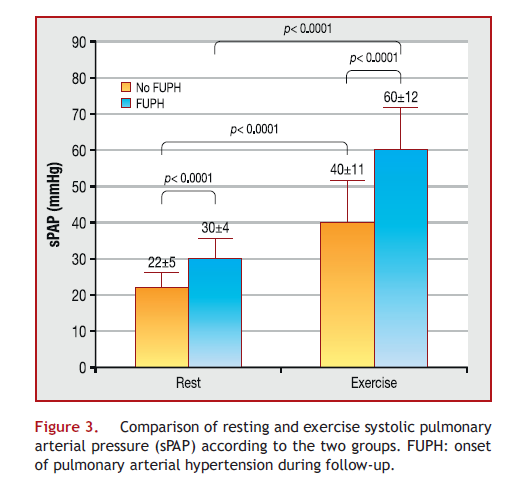 p< 0.0001
90
p< 0.0001
80
No FUPH
FUPH
60±12
70
p< 0.0001
60
40±11
p< 0.0001
50
sPAP (mmHg)
40
30±4
30
22±5
20
10
0
Rest Exercise
Figure 3. Comparison of resting and exercise systolic pulmonary
arterial pressure (sPAP) according to the two groups. FUPH: onset
of pulmonary arterial hypertension during follow-up.